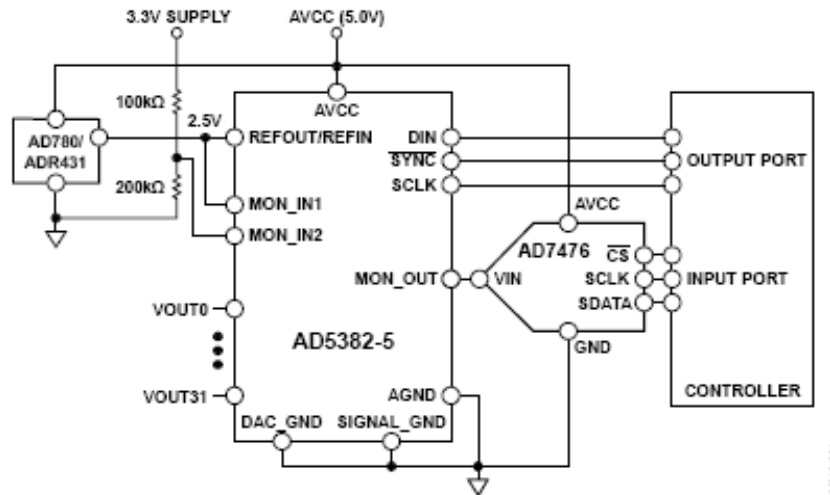 3.3V SUPPLY
AVCC (5.0V)
100kΩ
AVCC
2.5V
AD780/
ADR431
REFOUT/REFIN
DIN
SYNC
OUTPUT PORT
200kΩ
SCLK
MON_IN1
AVCC
MON_IN2
AD7476
CS
MON_OUT
VIN
SCLK
INPUT PORT
SDATA
VOUT0
AD5382-5
GND
VOUT31
AGND
CONTROLLER
DAC_GND
SIGNAL_GND